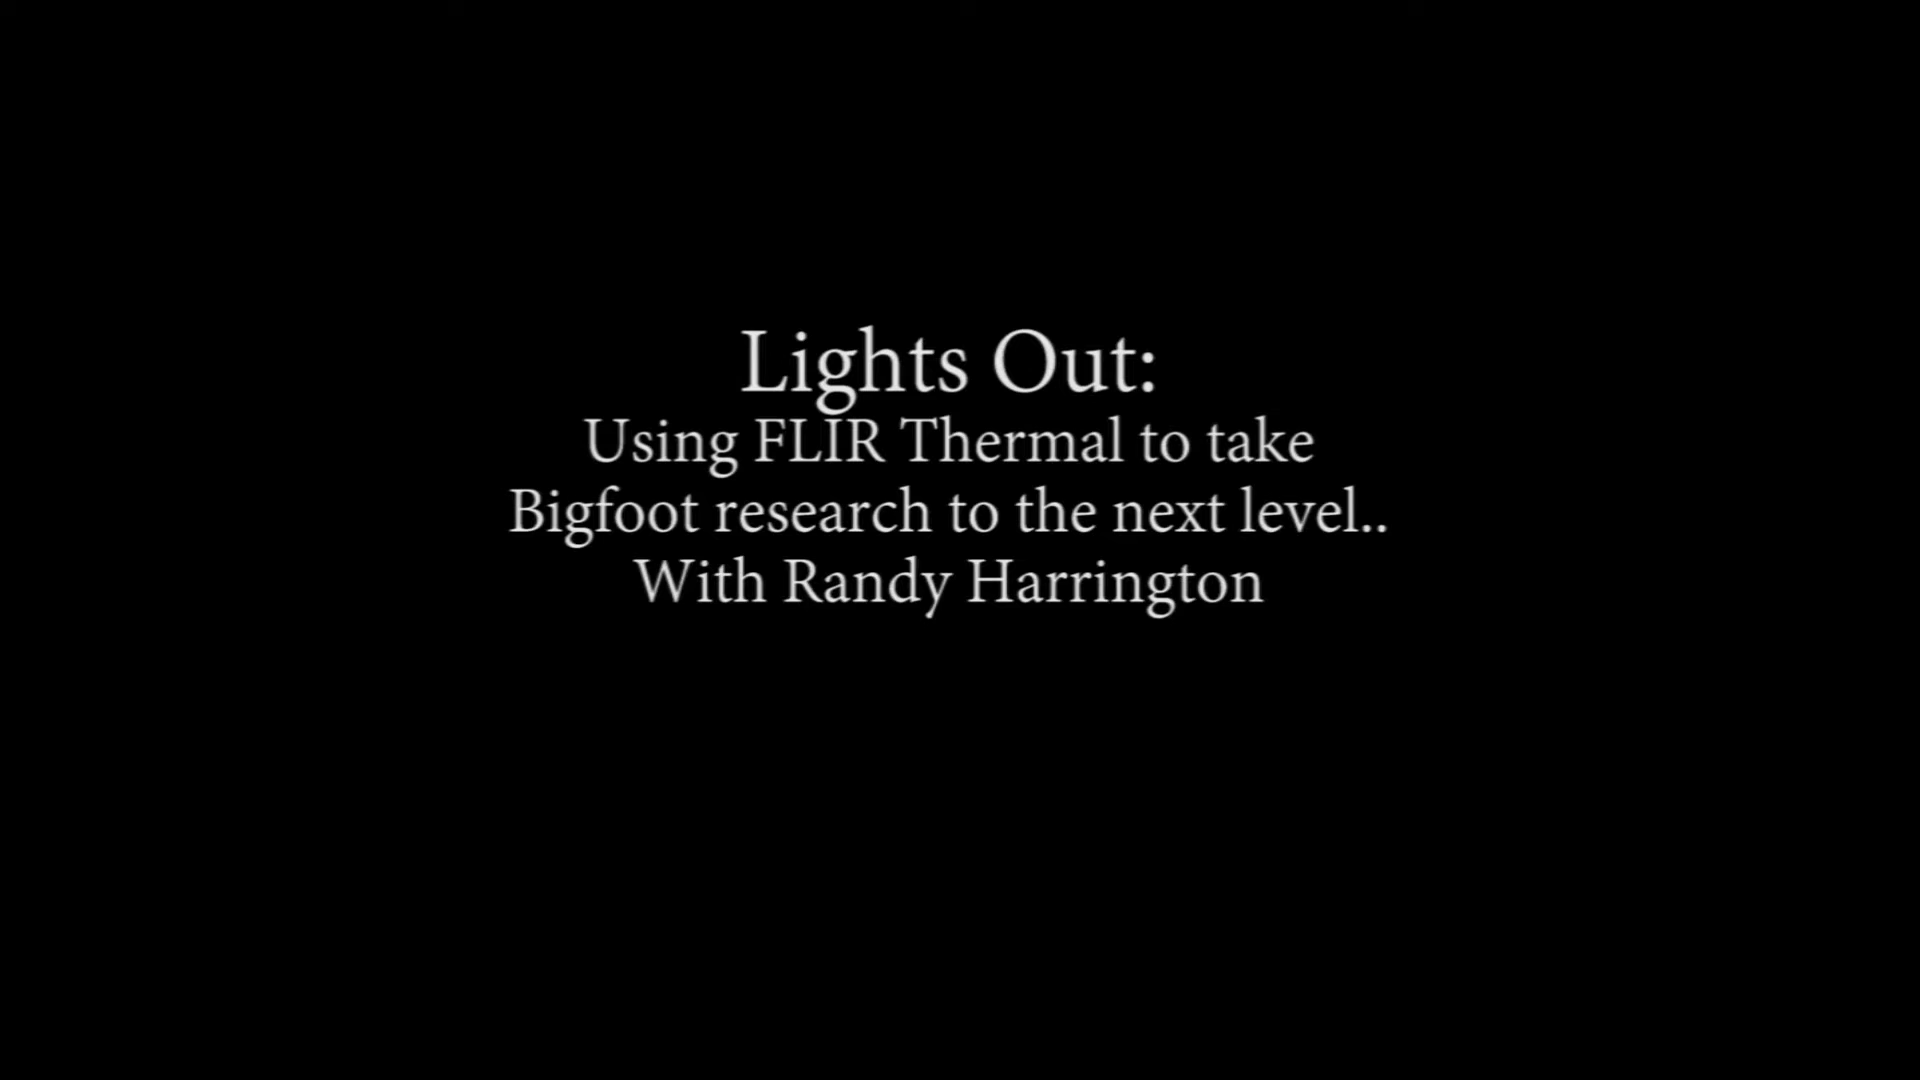 Lights Out:
Using FLIR Thermal to take
Bigfoot research to the next level..
With Randy Harrington